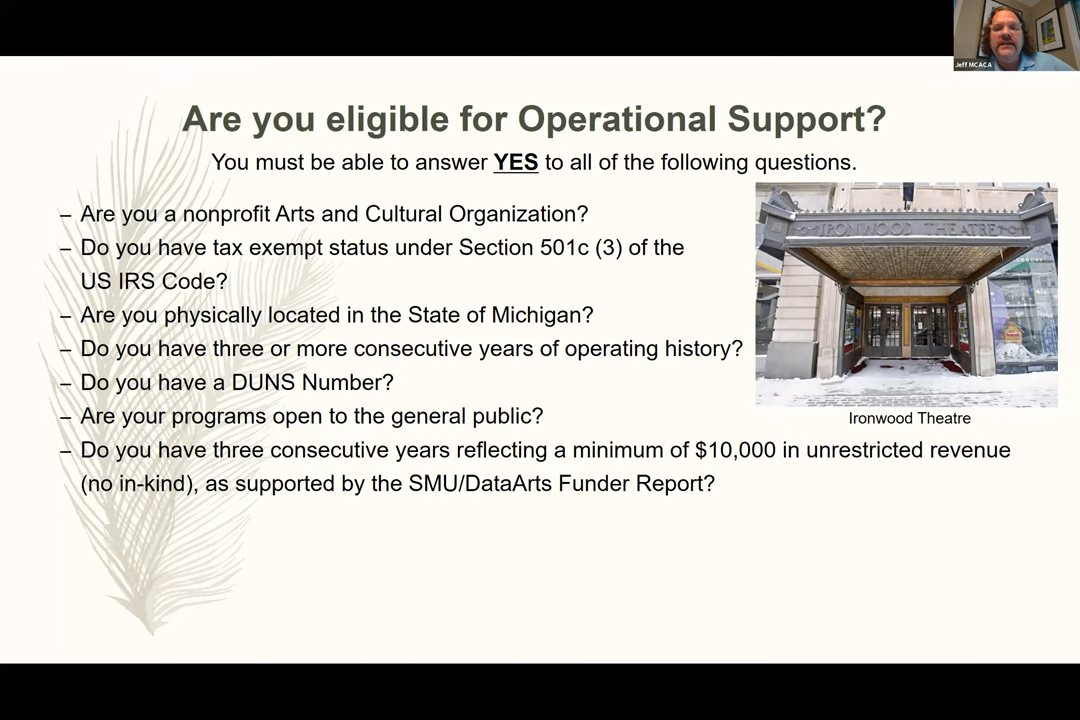 Jeff MCACA
Are you eligible for Operational Support?
You must be able to answer YES to all of the following questions.
– Are you a nonprofit Arts and Cultural Organization?
– Do you have tax exempt status under Section 501c (3) of the
US IRS Code?
– Are you physically located in the State of Michigan?
– Do you have three or more consecutive years of operating history?
– Do you have a DUNS Number?
– Are your programs open to the general public?
– Do you have three consecutive years reflecting a minimum of $10,000 in unrestricted revenue
(no in-kind), as supported by the SMU/DataArts Funder Report?
IRONWOOD THEATRE
Ironwood Theatre